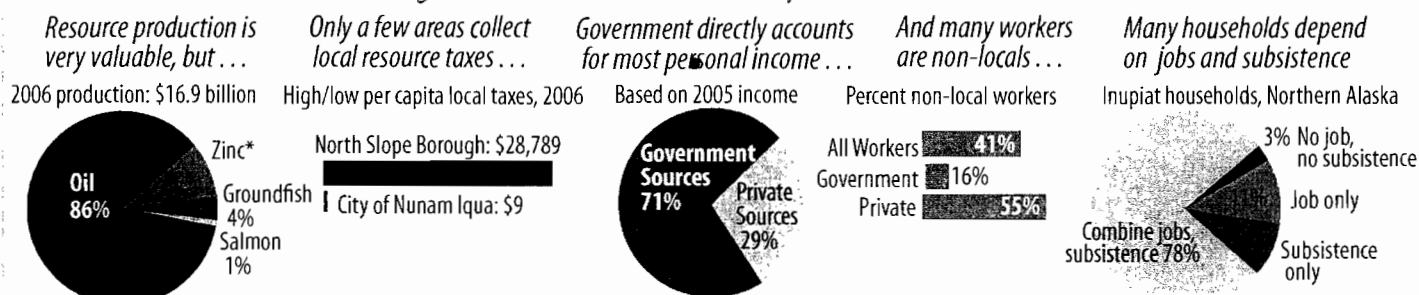 Resource production is
very valuable, but . . .
2006 production: $16.9 billion
Oil
86%
Zinc*
Groundfish
4%
Salmon
1%
Only a few areas collect
local resource taxes . . .
High/low per capita local taxes, 2006
North Slope Borough: $28,789
City of Nunam Iqua: $9
Government directly accounts
for most personal income . . .
Based on 2005 income
Government
Sources
71%
Private
Sources
29%
And many workers
are non-locals . . .
Percent non-local workers
All Workers 41%
Government 16%
Private 55%
Many households depend
on jobs and subsistence
Inupiat households, Northern Alaska
3% No job,
no subsistence
11% Job only
Combine jobs,
subsistence 78%
Subsistence
only